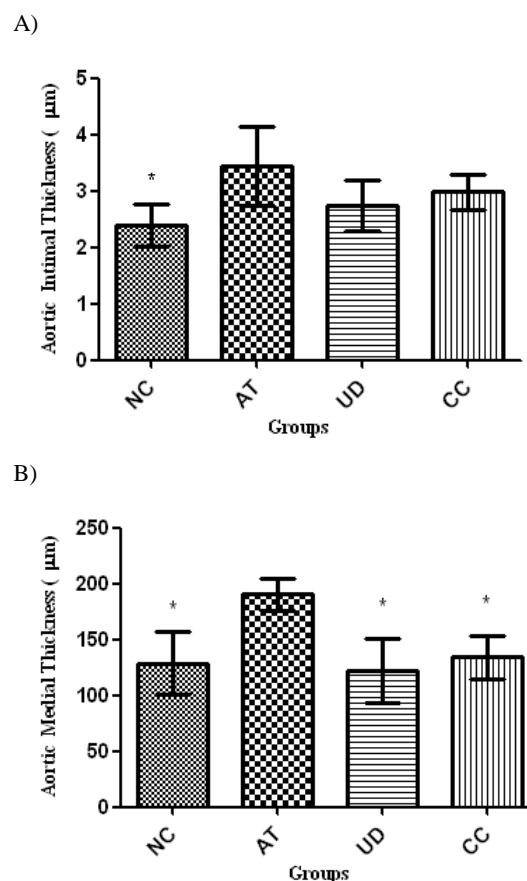 A)
5
4
3
2
1
0
Aortic Intimal Thickness ( μm)
*
NC
AT
UD
CC
Groups
B)
250
200
150
100
50
0
Aortic Medial Thickness ( μm)
*
*
*
NC
AT
UD
CC
Groups